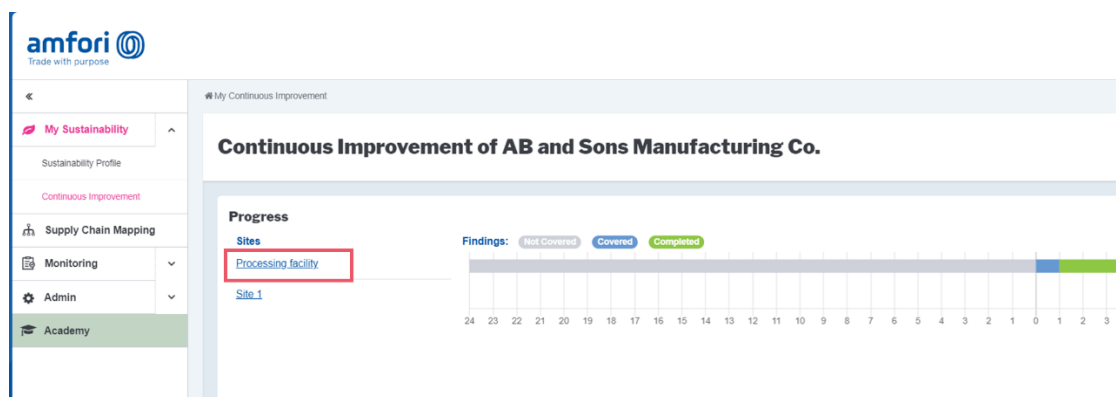 amfori
Trade with purpose
«
My Continuous Improvement
My Sustainability
Continuous Improvement of AB and Sons Manufacturing Co.
Sustainability Profile
Continuous Improvement
Progress
Supply Chain Mapping
Sites
Findings: Not Covered Covered Completed
Monitoring
Processing facility
Admin
Site 1
Academy
24 23 22 21 20 19 18 17 16 15 14 13 12 11 10 9 8 7 6 5 4 3 2 1 0 1 2 3